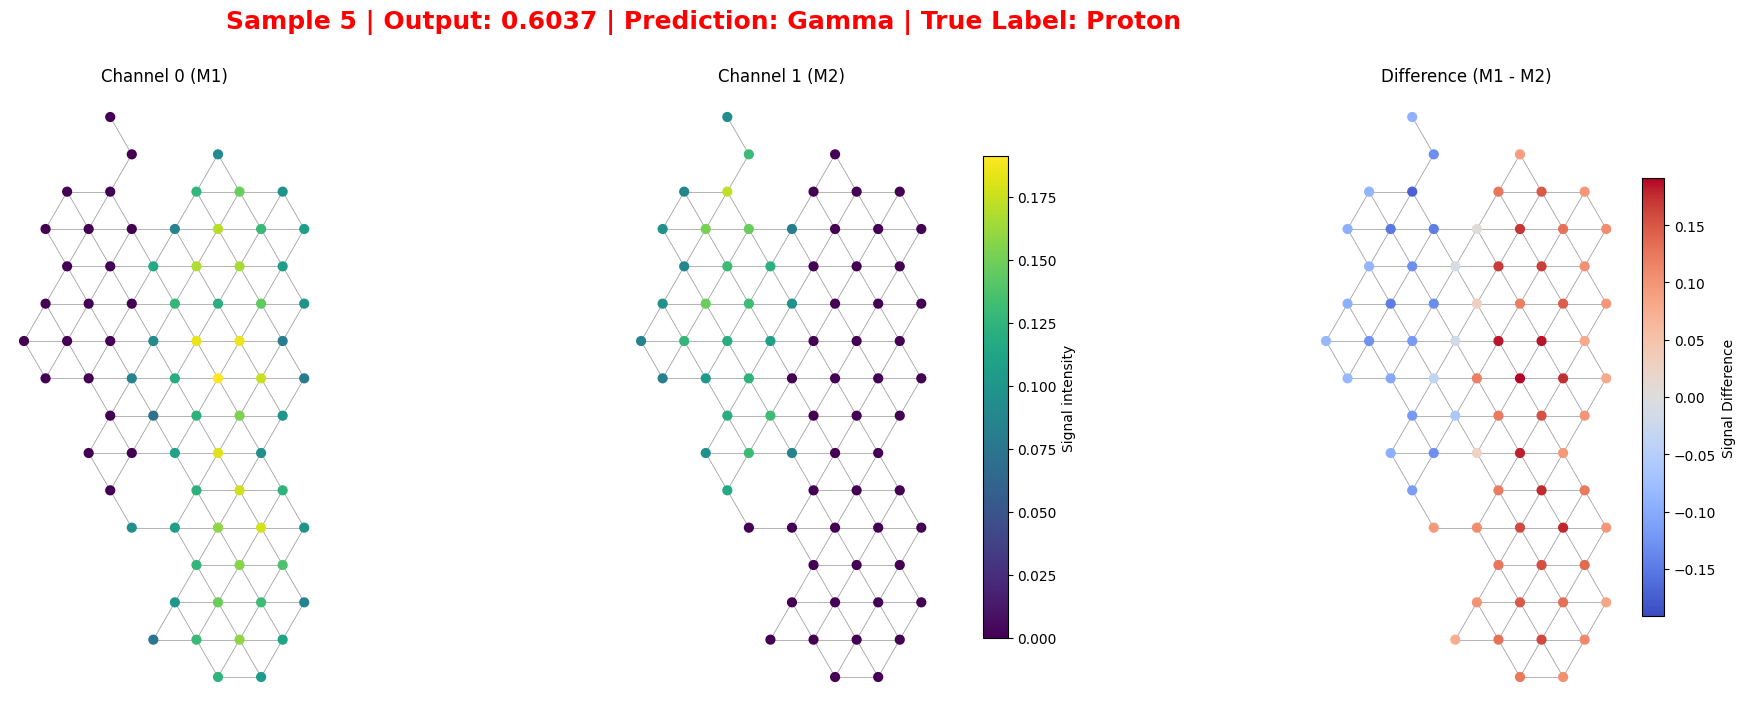 Sample 5 | Output: 0.6037 | Prediction: Gamma | True Label: Proton
Channel 0 (M1)
Channel 1 (M2)
Difference (M1 - M2)
0.175
0.150
0.125
0.100
0.075
0.050
0.025
0.000
Signal intensity
0.15
0.10
0.05
0.00
−0.05
−0.10
−0.15
Signal Difference